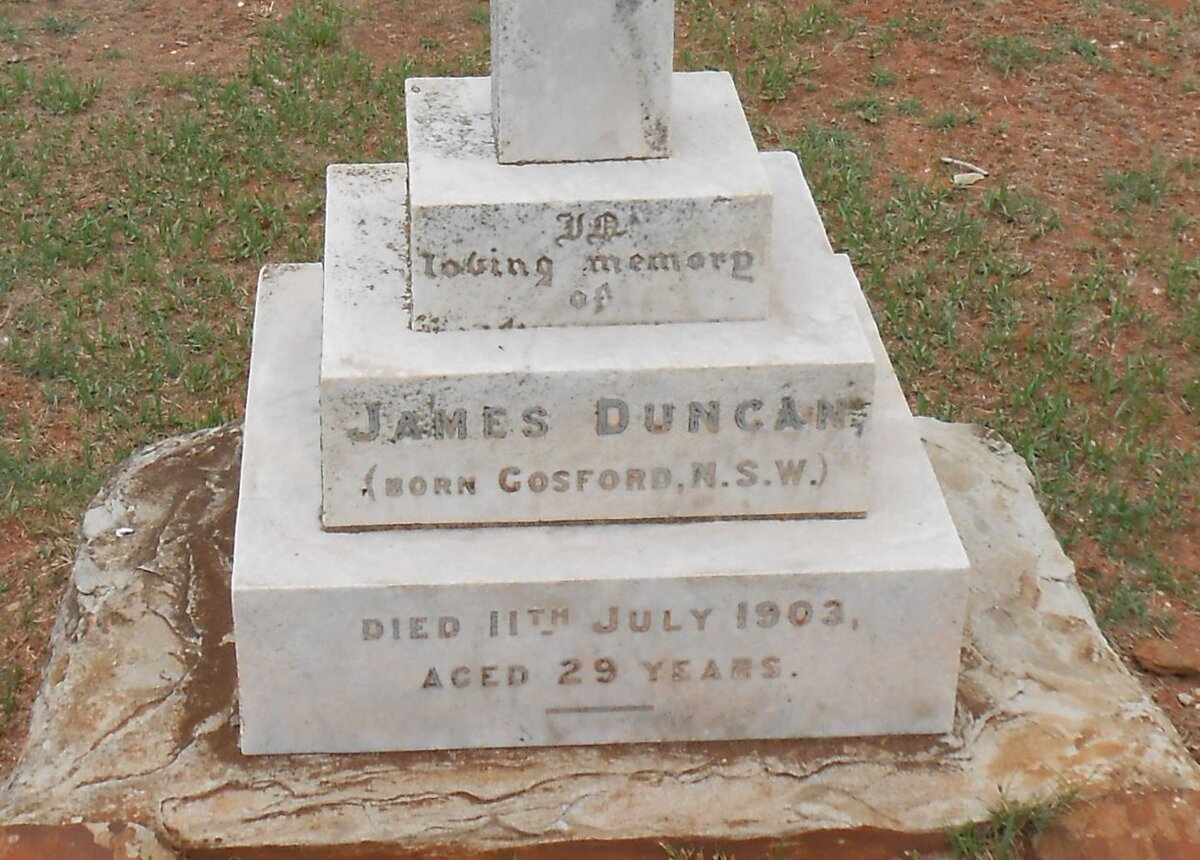 In
loving memory
of
JAMES DUNCAN,
(BORN GOSFORD, N.S.W.)
DIED 11TH JULY 1903,
AGED 29 YEARS.